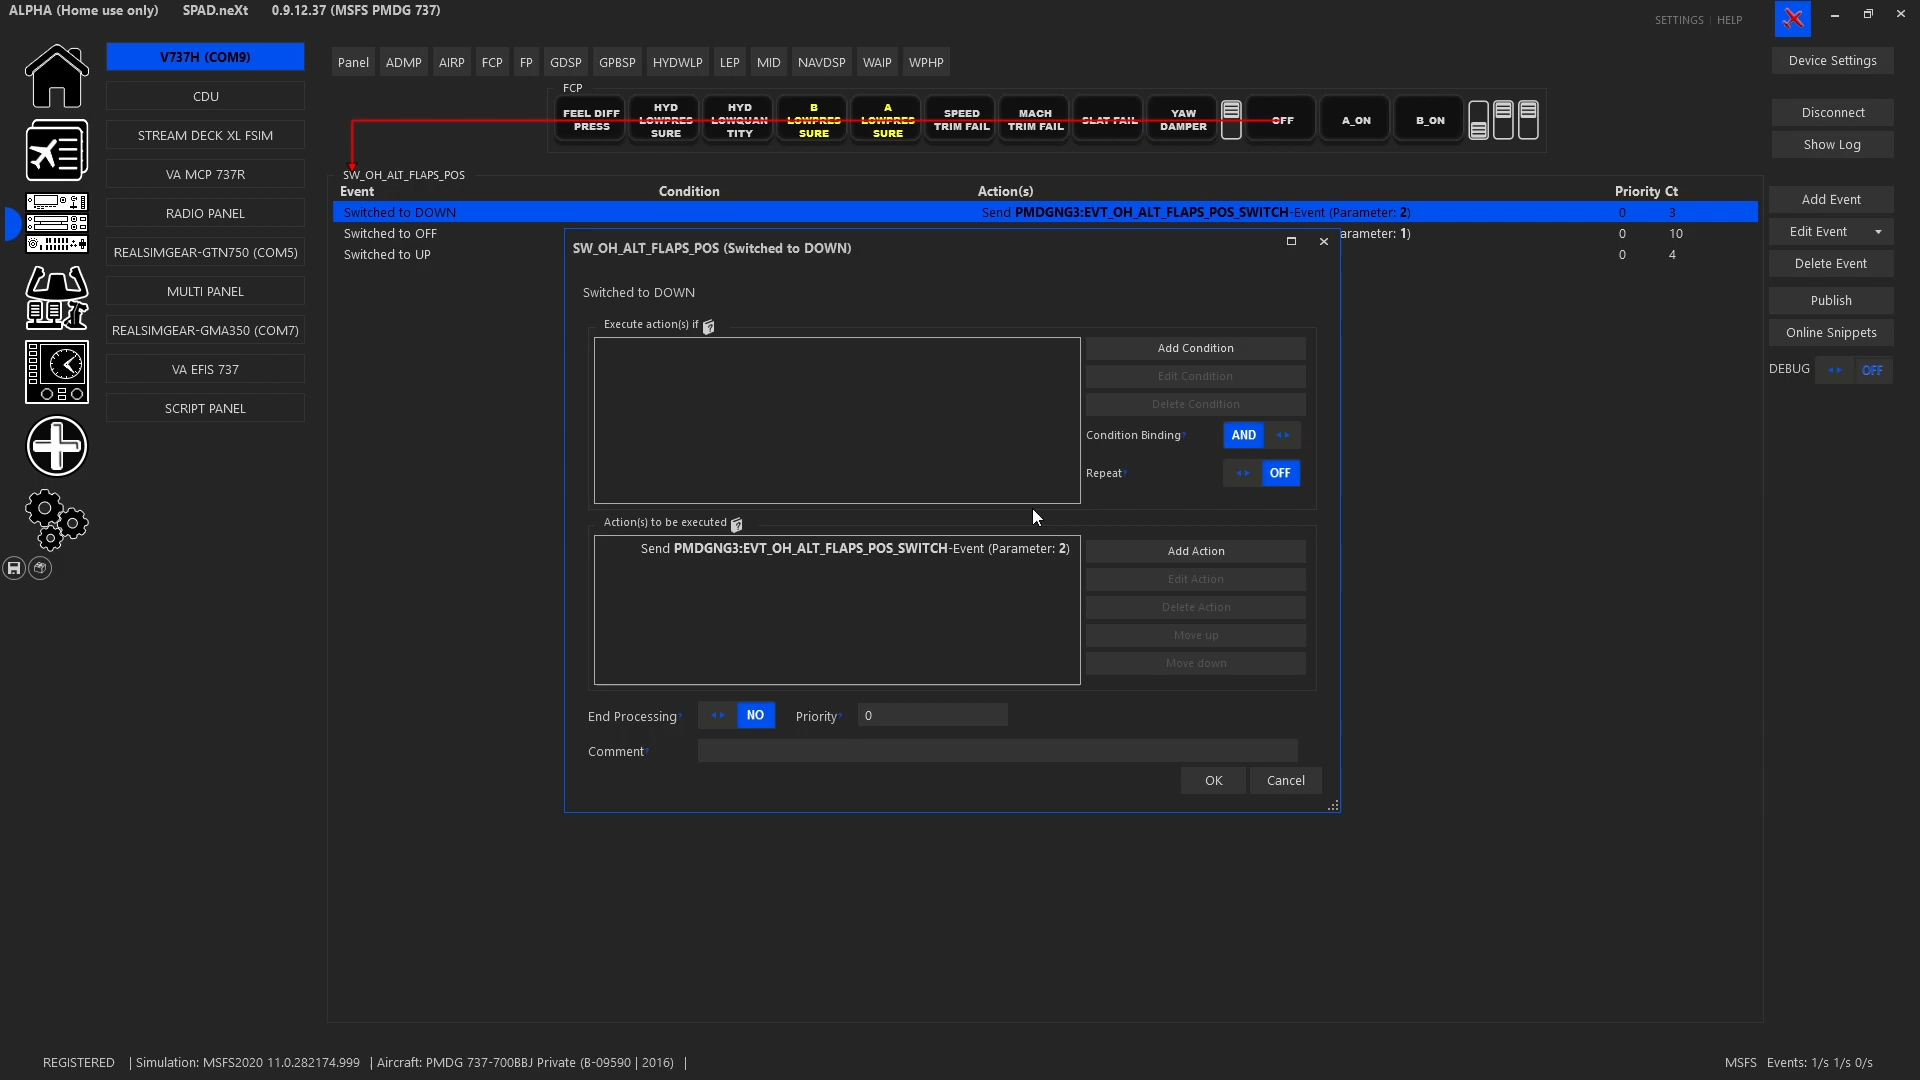 ALPHA (Home use only) SPAD.neXt 0.9.12.37 (MSFS PMDG 737)
SETTINGS | HELP
V737H (COM9)
CDU
STREAM DECK XL FSIM
VA MCP 737R
RADIO PANEL
REALSIMGEAR-GTN750 (COM5)
MULTI PANEL
REALSIMGEAR-GMA350 (COM7)
VA EFIS 737
SCRIPT PANEL
Panel ADMP AIRP FCP FP GDSP GPBSP HYDWLP LEP MID NAVDSP WAIP WPHP
FCP
FEEL DIFF PRESS
HYD LOWPRES SURE
HYD LOWQUAN TITY
B LOWPRES SURE
A LOWPRES SURE
SPEED TRIM FAIL
MACH TRIM FAIL
SLAT FAIL
YAW DAMPER
OFF
A_ON
B_ON
SW_OH_ALT_FLAPS_POS
Event Condition Action(s) Priority Ct
Switched to DOWN Send PMDGNG3:EVT_OH_ALT_FLAPS_POS_SWITCH-Event (Parameter: 2) 0 3
Switched to OFF arameter: 1) 0 10
Switched to UP 0 4
SW_OH_ALT_FLAPS_POS (Switched to DOWN)
Switched to DOWN
Execute action(s) if
Add Condition
Edit Condition
Delete Condition
Condition Binding? AND
Repeat? OFF
Action(s) to be executed
Send PMDGNG3:EVT_OH_ALT_FLAPS_POS_SWITCH-Event (Parameter: 2)
Add Action
Edit Action
Delete Action
Move up
Move down
End Processing? NO Priority? 0
Comment?
OK Cancel
Device Settings
Disconnect
Show Log
Add Event
Edit Event
Delete Event
Publish
Online Snippets
DEBUG OFF
REGISTERED | Simulation: MSFS2020 11.0.282174.999 | Aircraft: PMDG 737-700BBJ Private (B-09590 | 2016) |
MSFS Events: 1/s 1/s 0/s